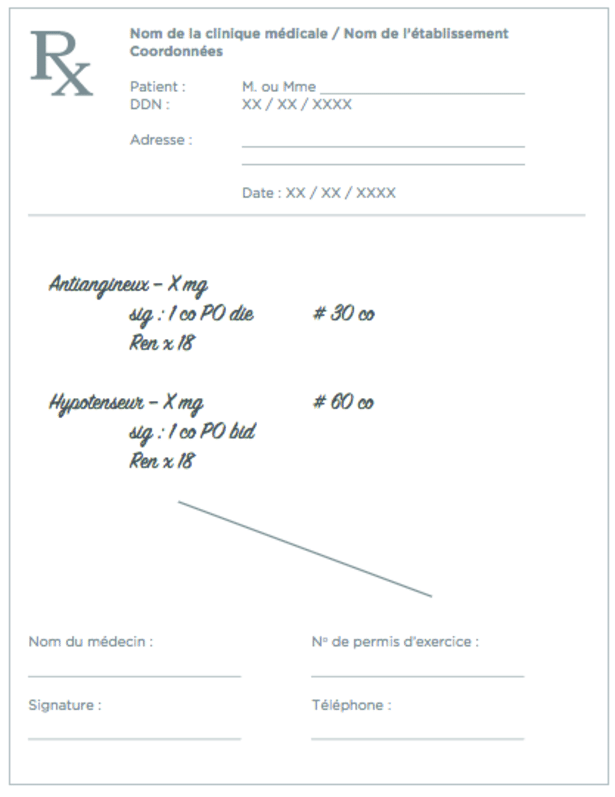 Rx
Nom de la clinique médicale / Nom de l'établissement
Coordonnées
Patient : M. ou Mme
DDN : XX / XX / XXXX
Adresse :
Date : XX / XX / XXXX
Antiangineux – X mg
sig : 1 co PO die # 30 co
Ren x 18
Hypotenseur – X mg # 60 co
sig : 1 co PO bid
Ren x 18
Nom du médecin : Nº de permis d'exercice :
Signature : Téléphone :